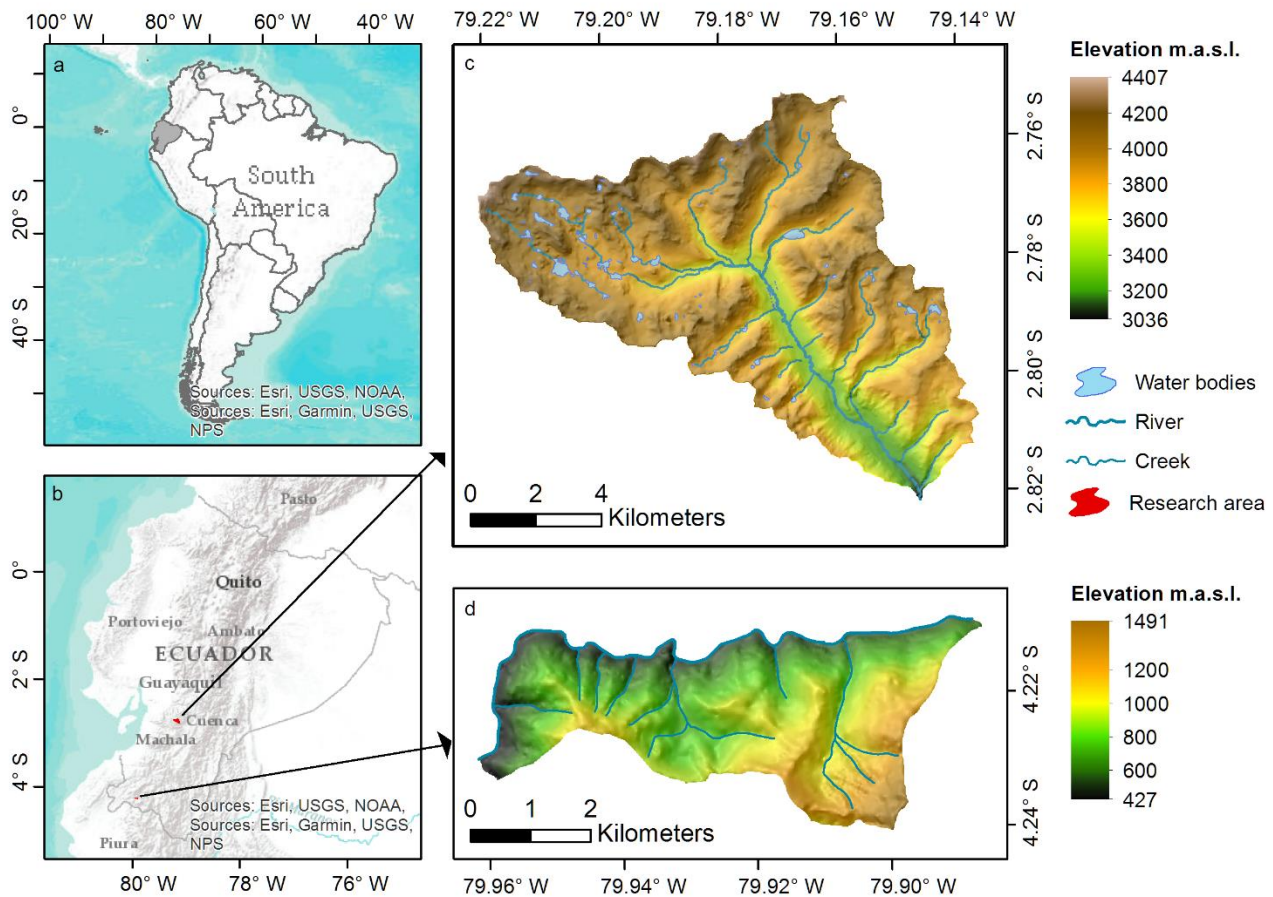 100° W 80° W 60° W 40° W
a
0°
20° S
40° S
South
America
Sources: Esri, USGS, NOAA,
Sources: Esri, Garmin, USGS,
NPS
b
0°
2° S
4° S
Pasto
Quito
Portoviejo
Ambato
ECUADOR
Guayaquil
Cuenca
Machala
Sources: Esri, USGS, NOAA,
Sources: Esri, Garmin, USGS,
NPS
Piura
80° W 78° W 76° W
79.22° W 79.20° W 79.18° W 79.16° W 79.14° W
c
2.76° S
2.78° S
2.80° S
2.82° S
0 2 4
Kilometers
d
4.22° S
4.24° S
0 1 2
Kilometers
79.96° W 79.94° W 79.92° W 79.90° W
Elevation m.a.s.l.
4407
4200
4000
3800
3600
3400
3200
3036
Water bodies
River
Creek
Research area
Elevation m.a.s.l.
1491
1200
1000
800
600
427